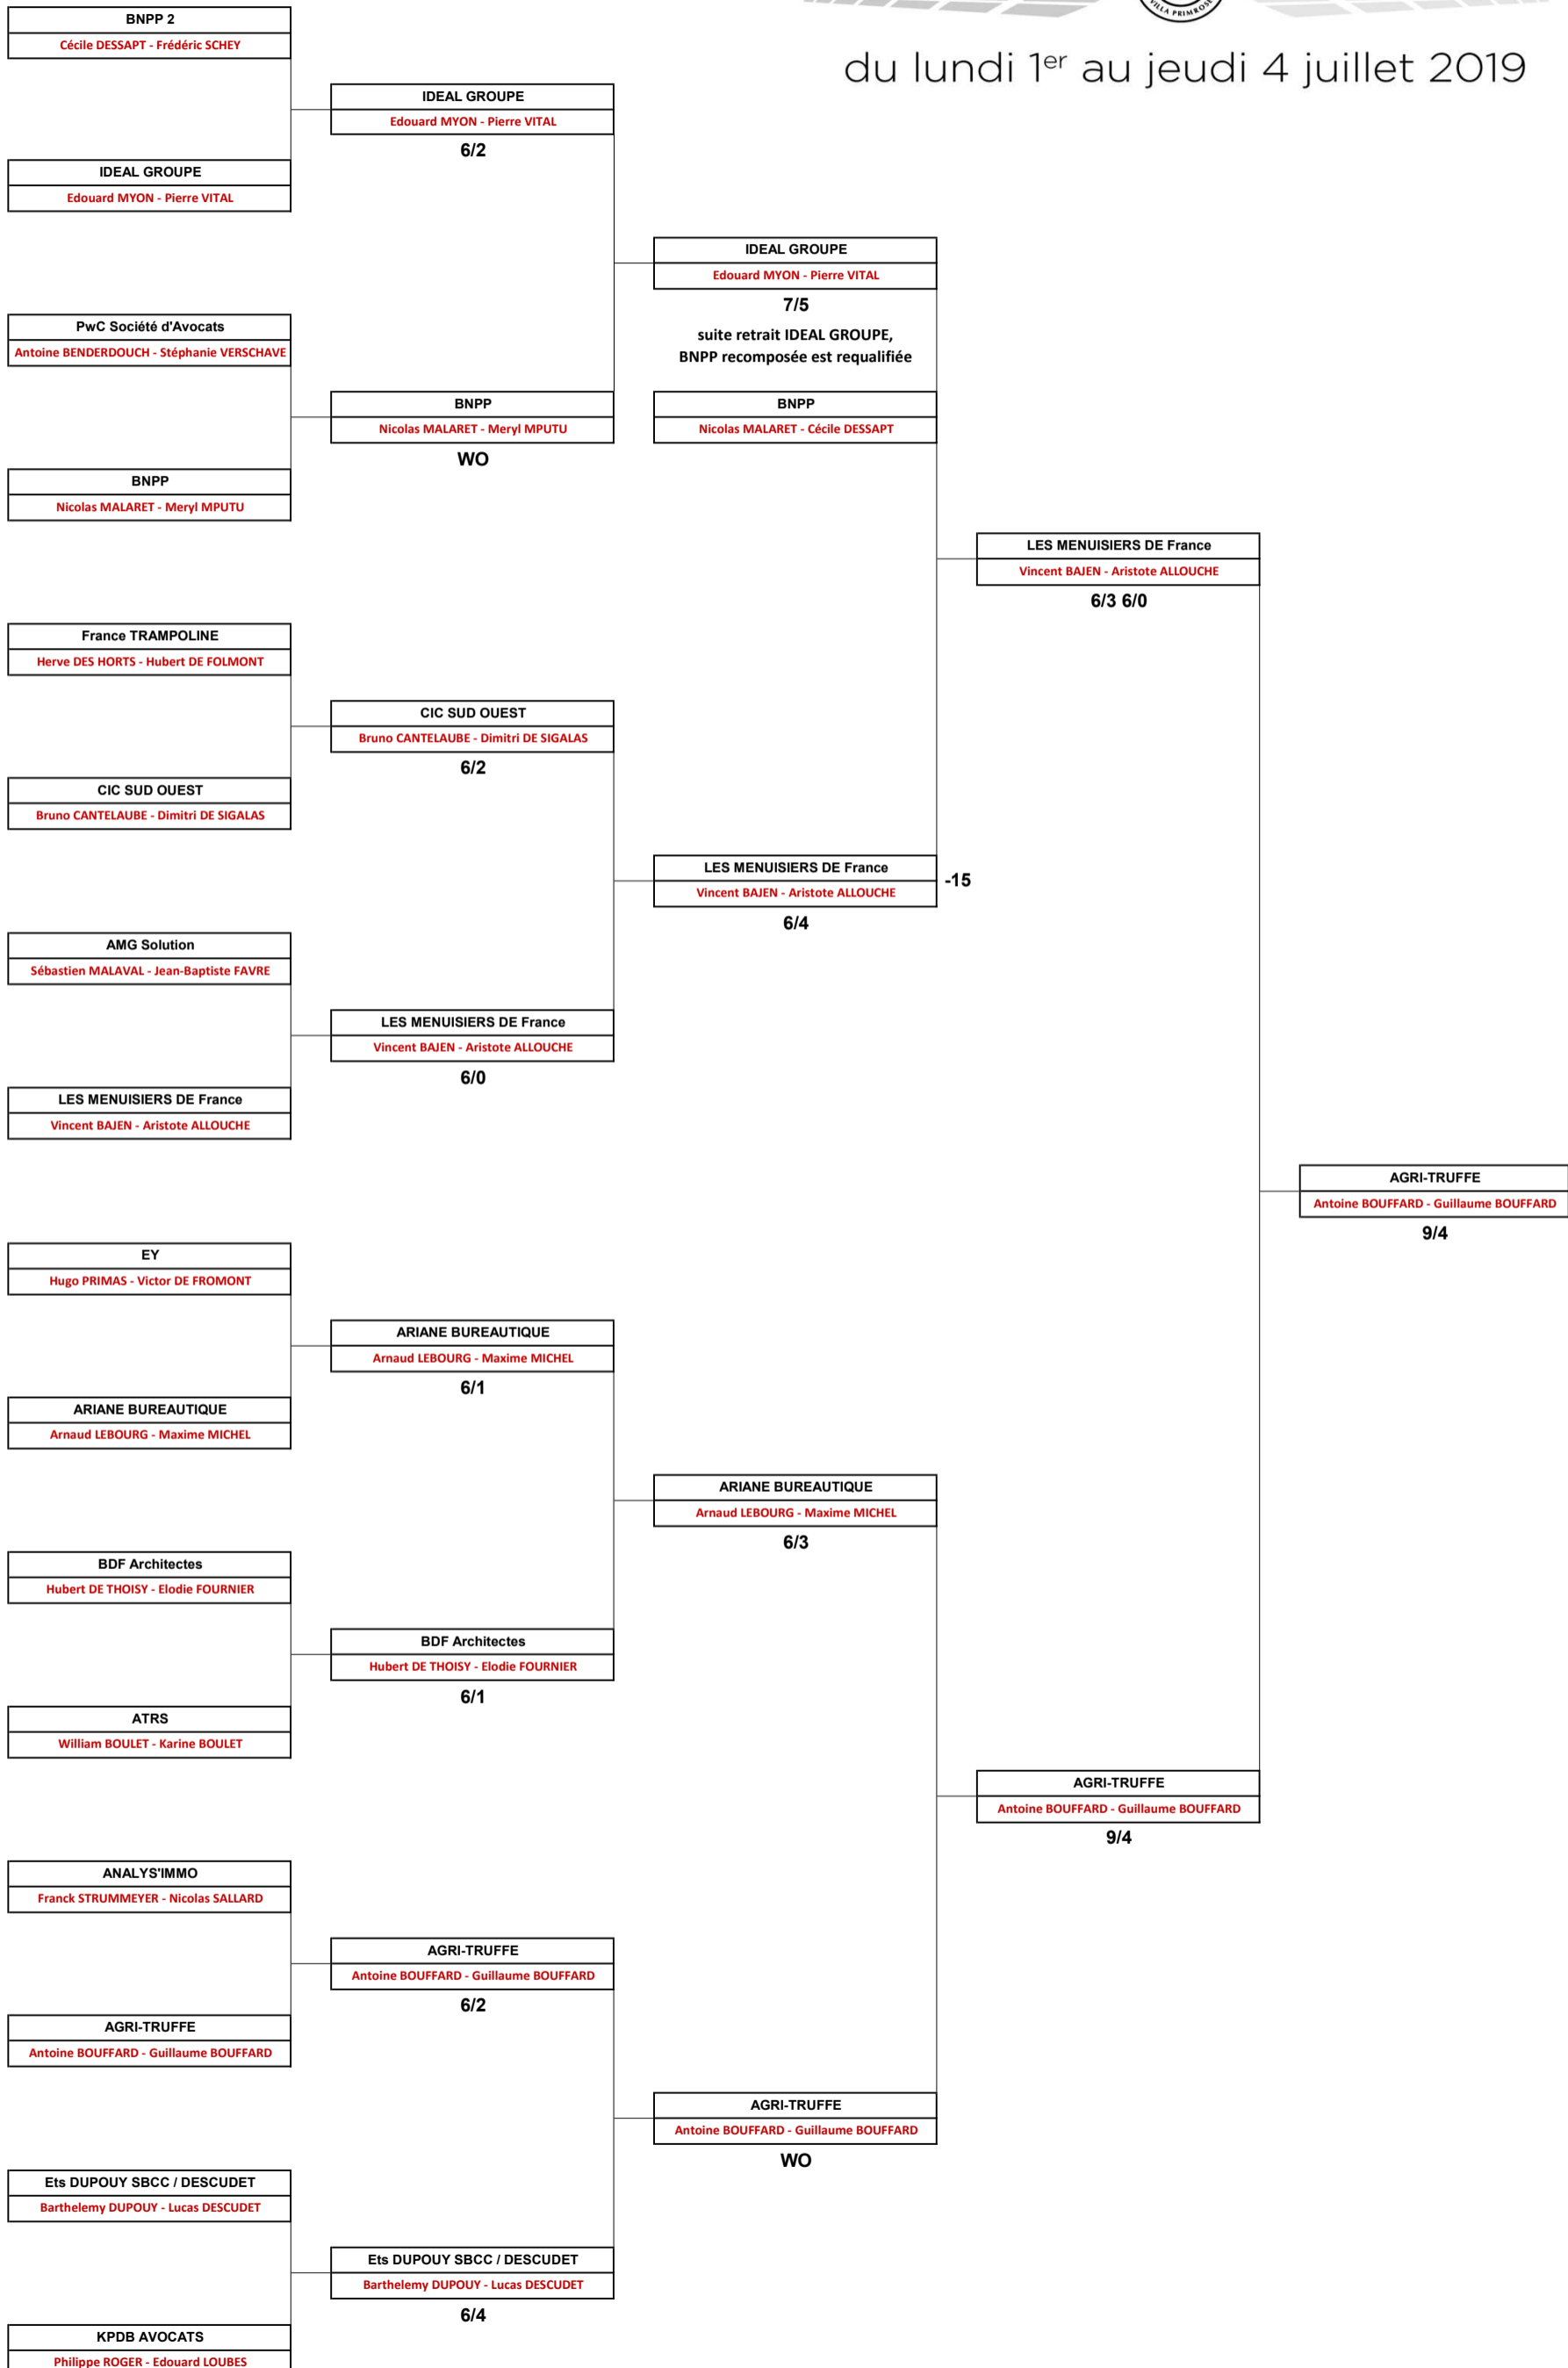 VILLA PRIMROSE
du lundi 1er au jeudi 4 juillet 2019
BNPP 2
Cécile DESSAPT - Frédéric SCHEY
IDEAL GROUPE
Edouard MYON - Pierre VITAL
6/2
IDEAL GROUPE
Edouard MYON - Pierre VITAL
IDEAL GROUPE
Edouard MYON - Pierre VITAL
7/5
suite retrait IDEAL GROUPE,
BNPP recomposée est requalifiée
PwC Société d'Avocats
Antoine BENDERDOUCH - Stéphanie VERSCHAVE
BNPP
Nicolas MALARET - Meryl MPUTU
WO
BNPP
Nicolas MALARET - Cécile DESSAPT
BNPP
Nicolas MALARET - Meryl MPUTU
LES MENUISIERS DE France
Vincent BAJEN - Aristote ALLOUCHE
6/3 6/0
France TRAMPOLINE
Herve DES HORTS - Hubert DE FOLMONT
CIC SUD OUEST
Bruno CANTELAUBE - Dimitri DE SIGALAS
6/2
CIC SUD OUEST
Bruno CANTELAUBE - Dimitri DE SIGALAS
LES MENUISIERS DE France
Vincent BAJEN - Aristote ALLOUCHE
-15
6/4
AMG Solution
Sébastien MALAVAL - Jean-Baptiste FAVRE
LES MENUISIERS DE France
Vincent BAJEN - Aristote ALLOUCHE
6/0
LES MENUISIERS DE France
Vincent BAJEN - Aristote ALLOUCHE
AGRI-TRUFFE
Antoine BOUFFARD - Guillaume BOUFFARD
9/4
EY
Hugo PRIMAS - Victor DE FROMONT
ARIANE BUREAUTIQUE
Arnaud LEBOURG - Maxime MICHEL
6/1
ARIANE BUREAUTIQUE
Arnaud LEBOURG - Maxime MICHEL
ARIANE BUREAUTIQUE
Arnaud LEBOURG - Maxime MICHEL
6/3
BDF Architectes
Hubert DE THOISY - Elodie FOURNIER
BDF Architectes
Hubert DE THOISY - Elodie FOURNIER
6/1
ATRS
William BOULET - Karine BOULET
AGRI-TRUFFE
Antoine BOUFFARD - Guillaume BOUFFARD
9/4
ANALYS'IMMO
Franck STRUMMEYER - Nicolas SALLARD
AGRI-TRUFFE
Antoine BOUFFARD - Guillaume BOUFFARD
6/2
AGRI-TRUFFE
Antoine BOUFFARD - Guillaume BOUFFARD
AGRI-TRUFFE
Antoine BOUFFARD - Guillaume BOUFFARD
WO
Ets DUPOUY SBCC / DESCUDET
Barthelemy DUPOUY - Lucas DESCUDET
Ets DUPOUY SBCC / DESCUDET
Barthelemy DUPOUY - Lucas DESCUDET
6/4
KPDB AVOCATS
Philippe ROGER - Edouard LOUBES